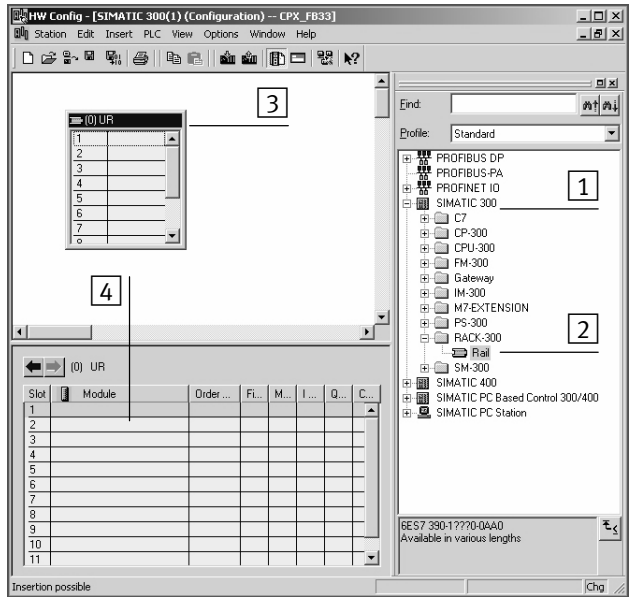 HW Config - [SIMATIC 300(1) (Configuration) -- CPX_FB33]
Station Edit Insert PLC View Options Window Help
(0) UR
1
2
3
4
5
6
7
3
4
Find:
Profile: Standard
PROFIBUS DP
PROFIBUS-PA
PROFINET IO
SIMATIC 300
C7
CP-300
CPU-300
FM-300
Gateway
IM-300
M7-EXTENSION
PS-300
RACK-300
Rail
SM-300
SIMATIC 400
SIMATIC PC Based Control 300/400
SIMATIC PC Station
1
2
(0) UR
Slot Module Order ... Fi... M... I ... Q... C...
1
2
3
4
5
6
7
8
9
10
11
6ES7 390-1???0-0AA0
Available in various lengths
Insertion possible
Chg